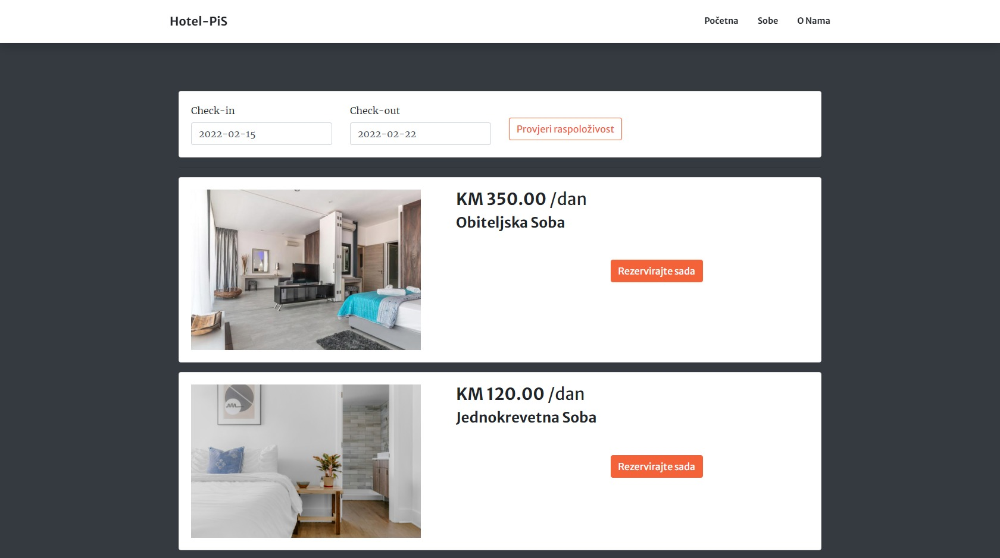 Hotel-PiS
Početna Sobe O Nama
Check-in Check-out
2022-02-15 2022-02-22 Provjeri raspoloživost
KM 350.00 /dan
Obiteljska Soba
Rezervirajte sada
KM 120.00 /dan
Jednokrevetna Soba
Rezervirajte sada